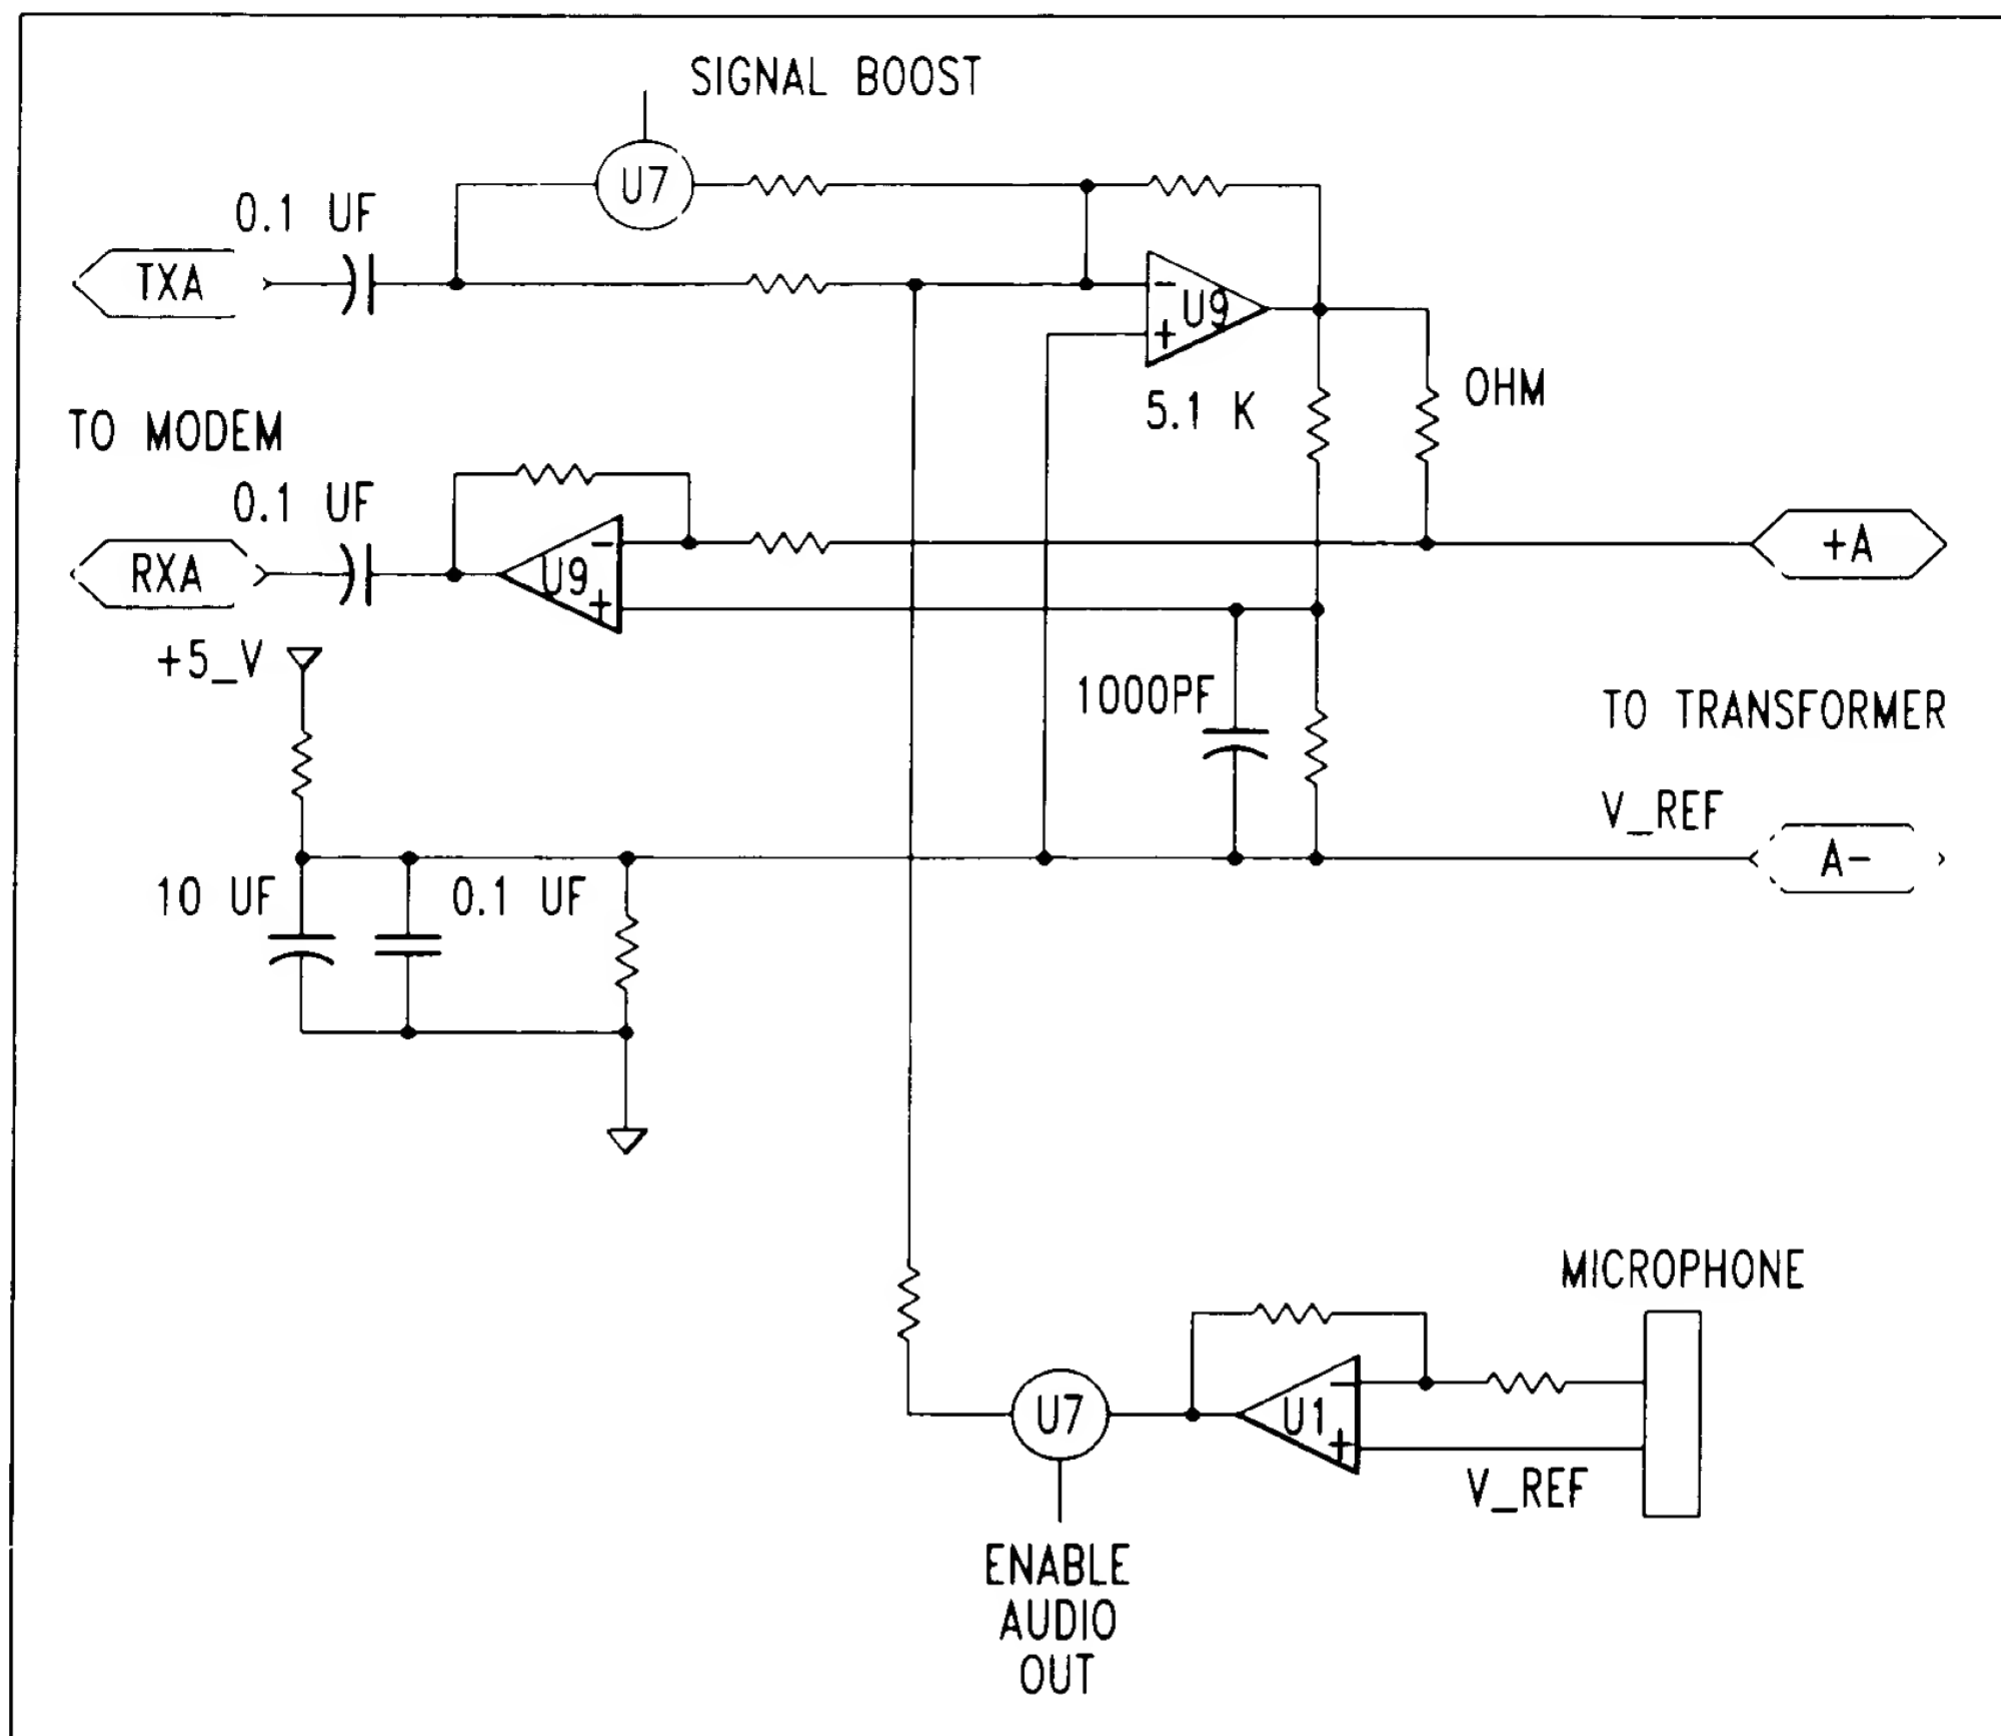 SIGNAL BOOST
U7
0.1 UF
TXA
- U9
+
OHM
5.1 K
TO MODEM
0.1 UF
RXA
- U9
+
+A
+5_V
1000PF
TO TRANSFORMER
V_REF
A-
10 UF
0.1 UF
MICROPHONE
U7
- U1
+
V_REF
ENABLE
AUDIO
OUT